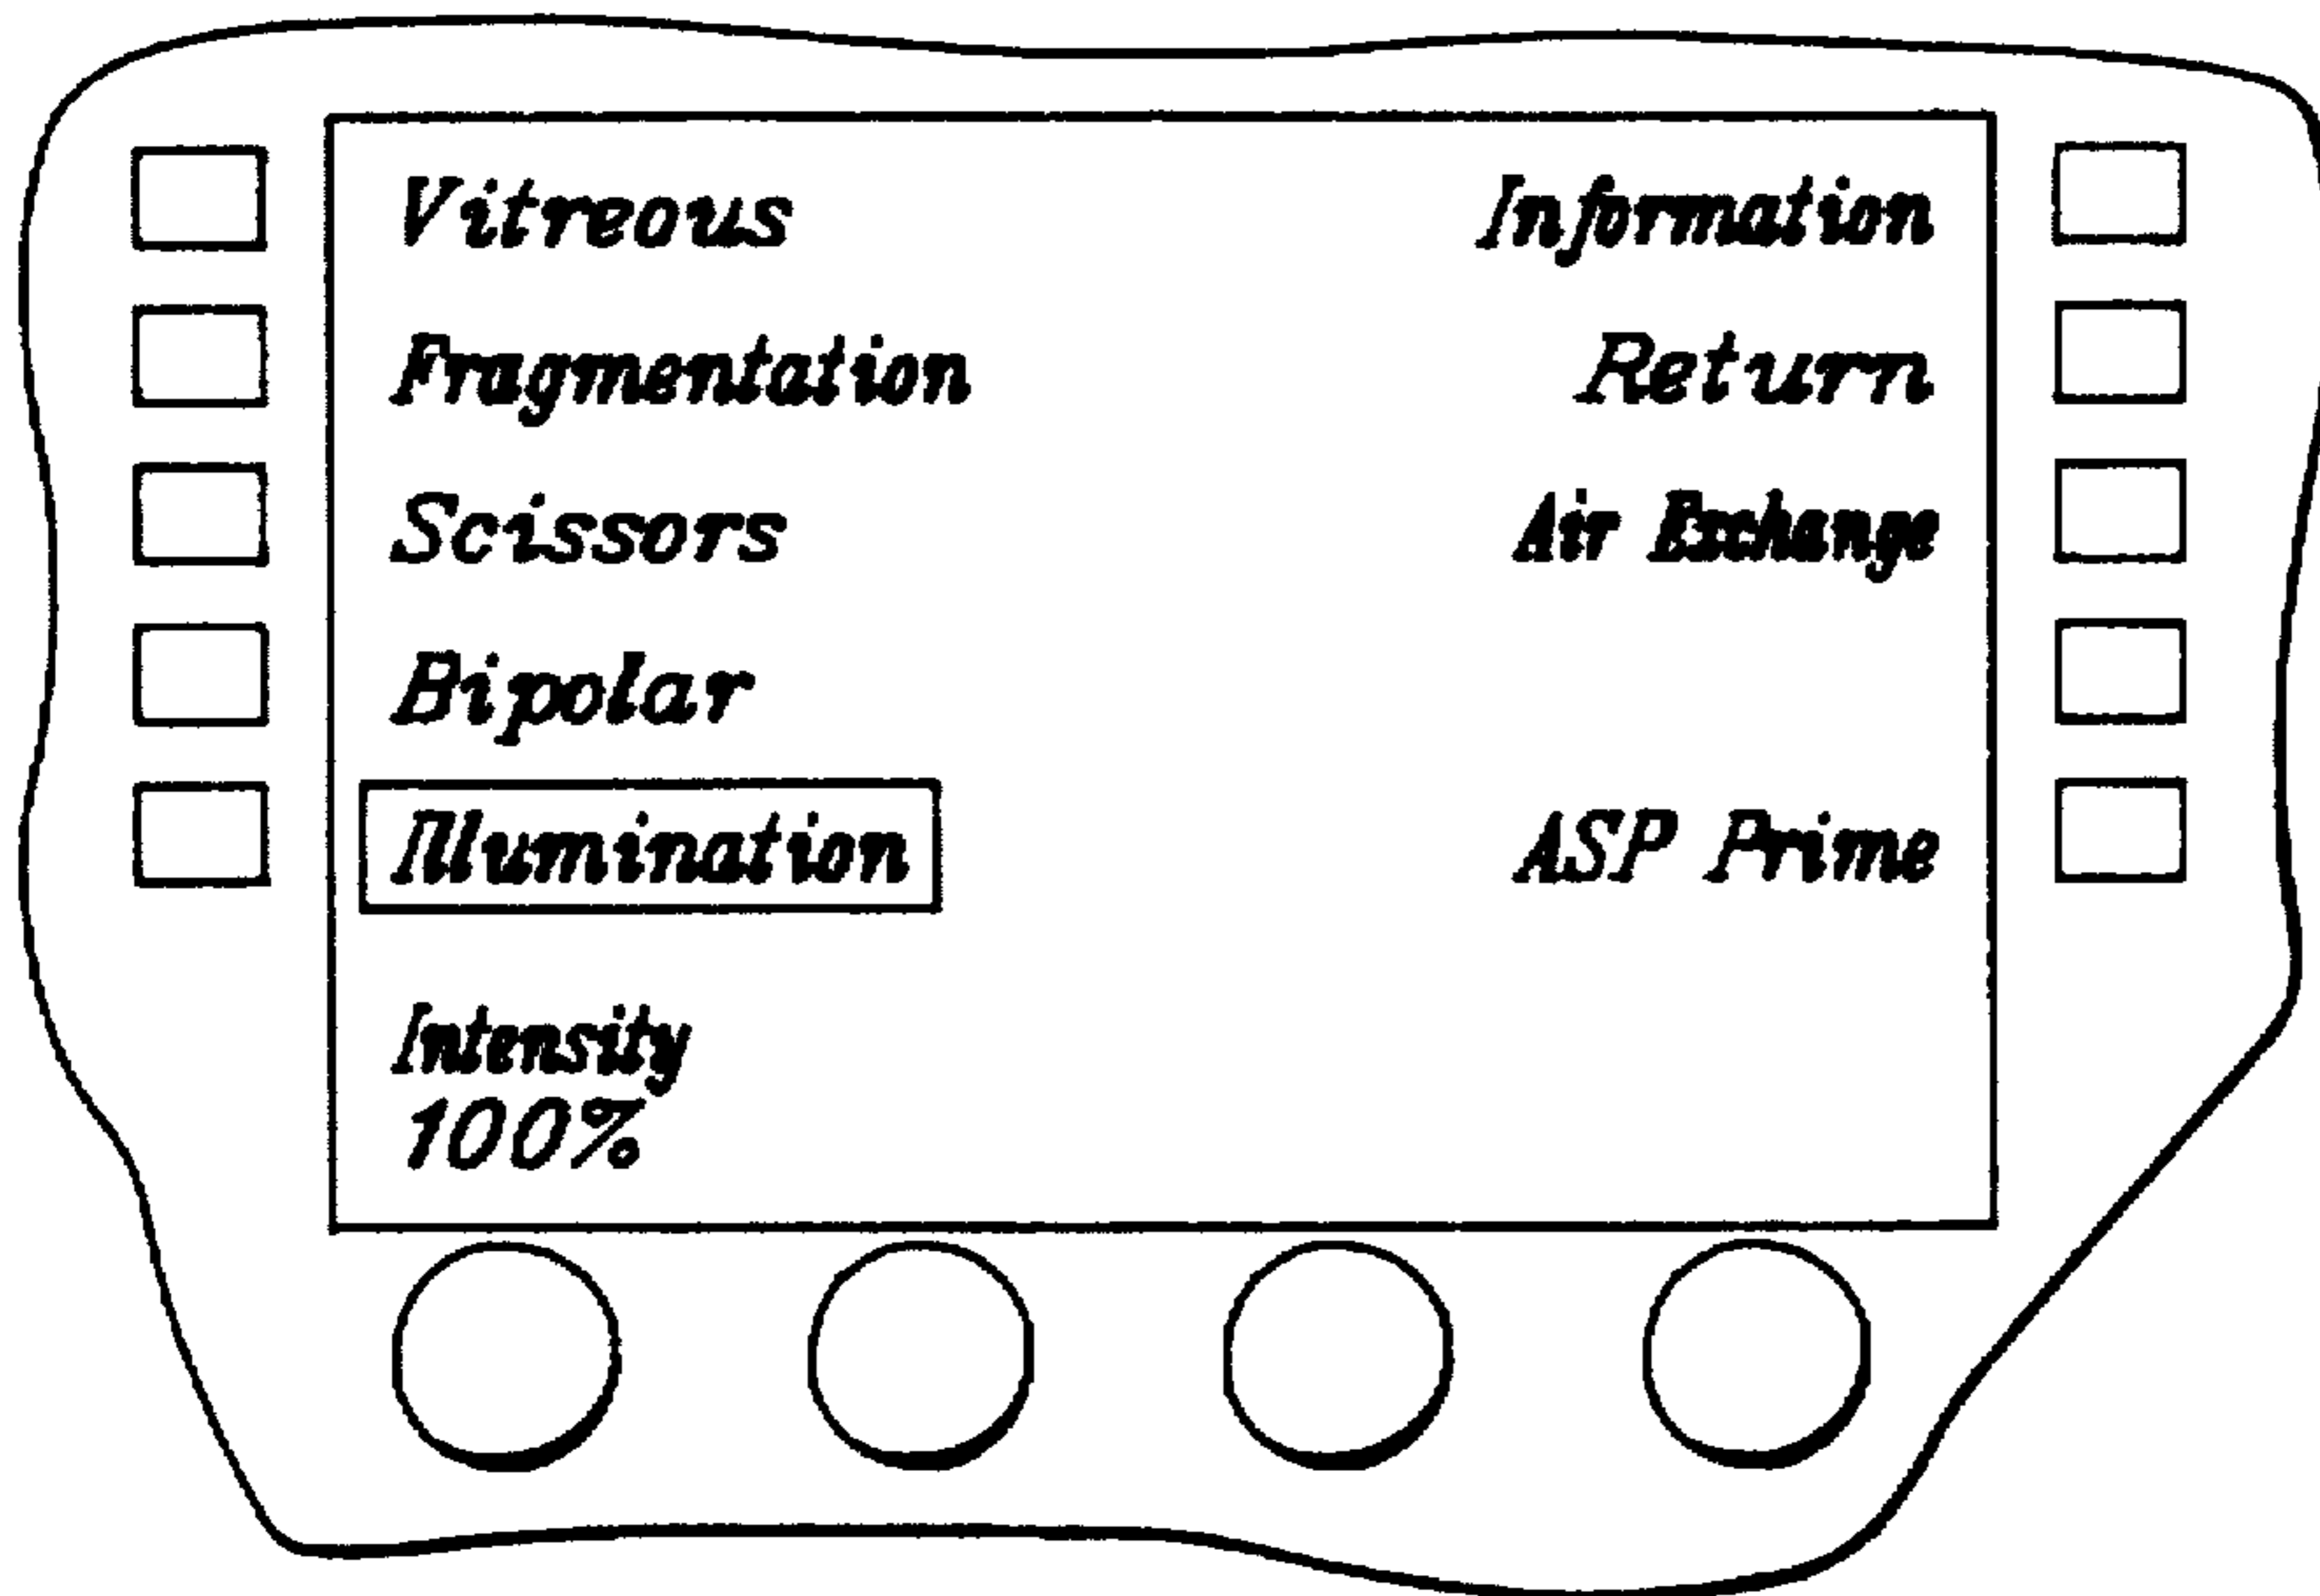 Vitreous
Information
Fragmentation
Return
Scissors
Air Exchange
Bipolar
Illumination
ASP Prime
Intensity
100%